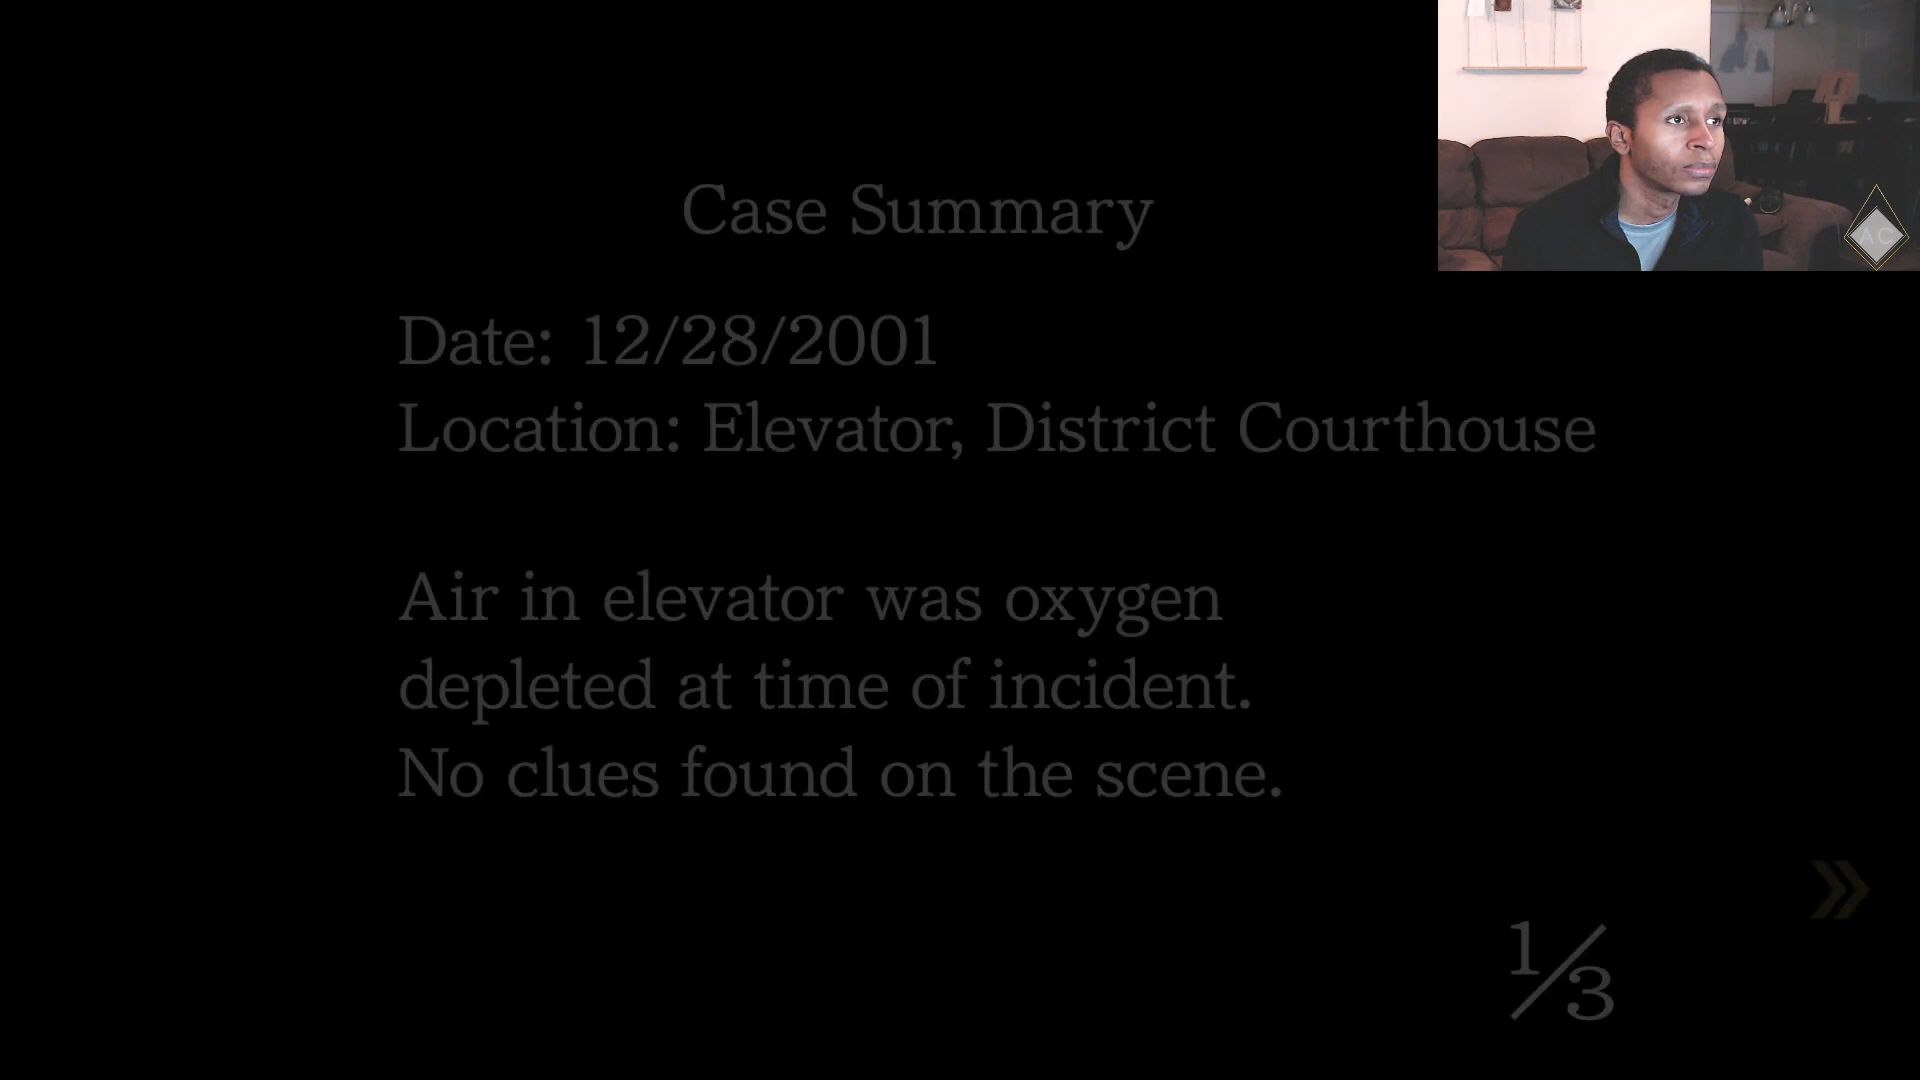 Case Summary
Date: 12/28/2001
Location: Elevator, District Courthouse
Air in elevator was oxygen
depleted at time of incident.
No clues found on the scene.
1/3
AC